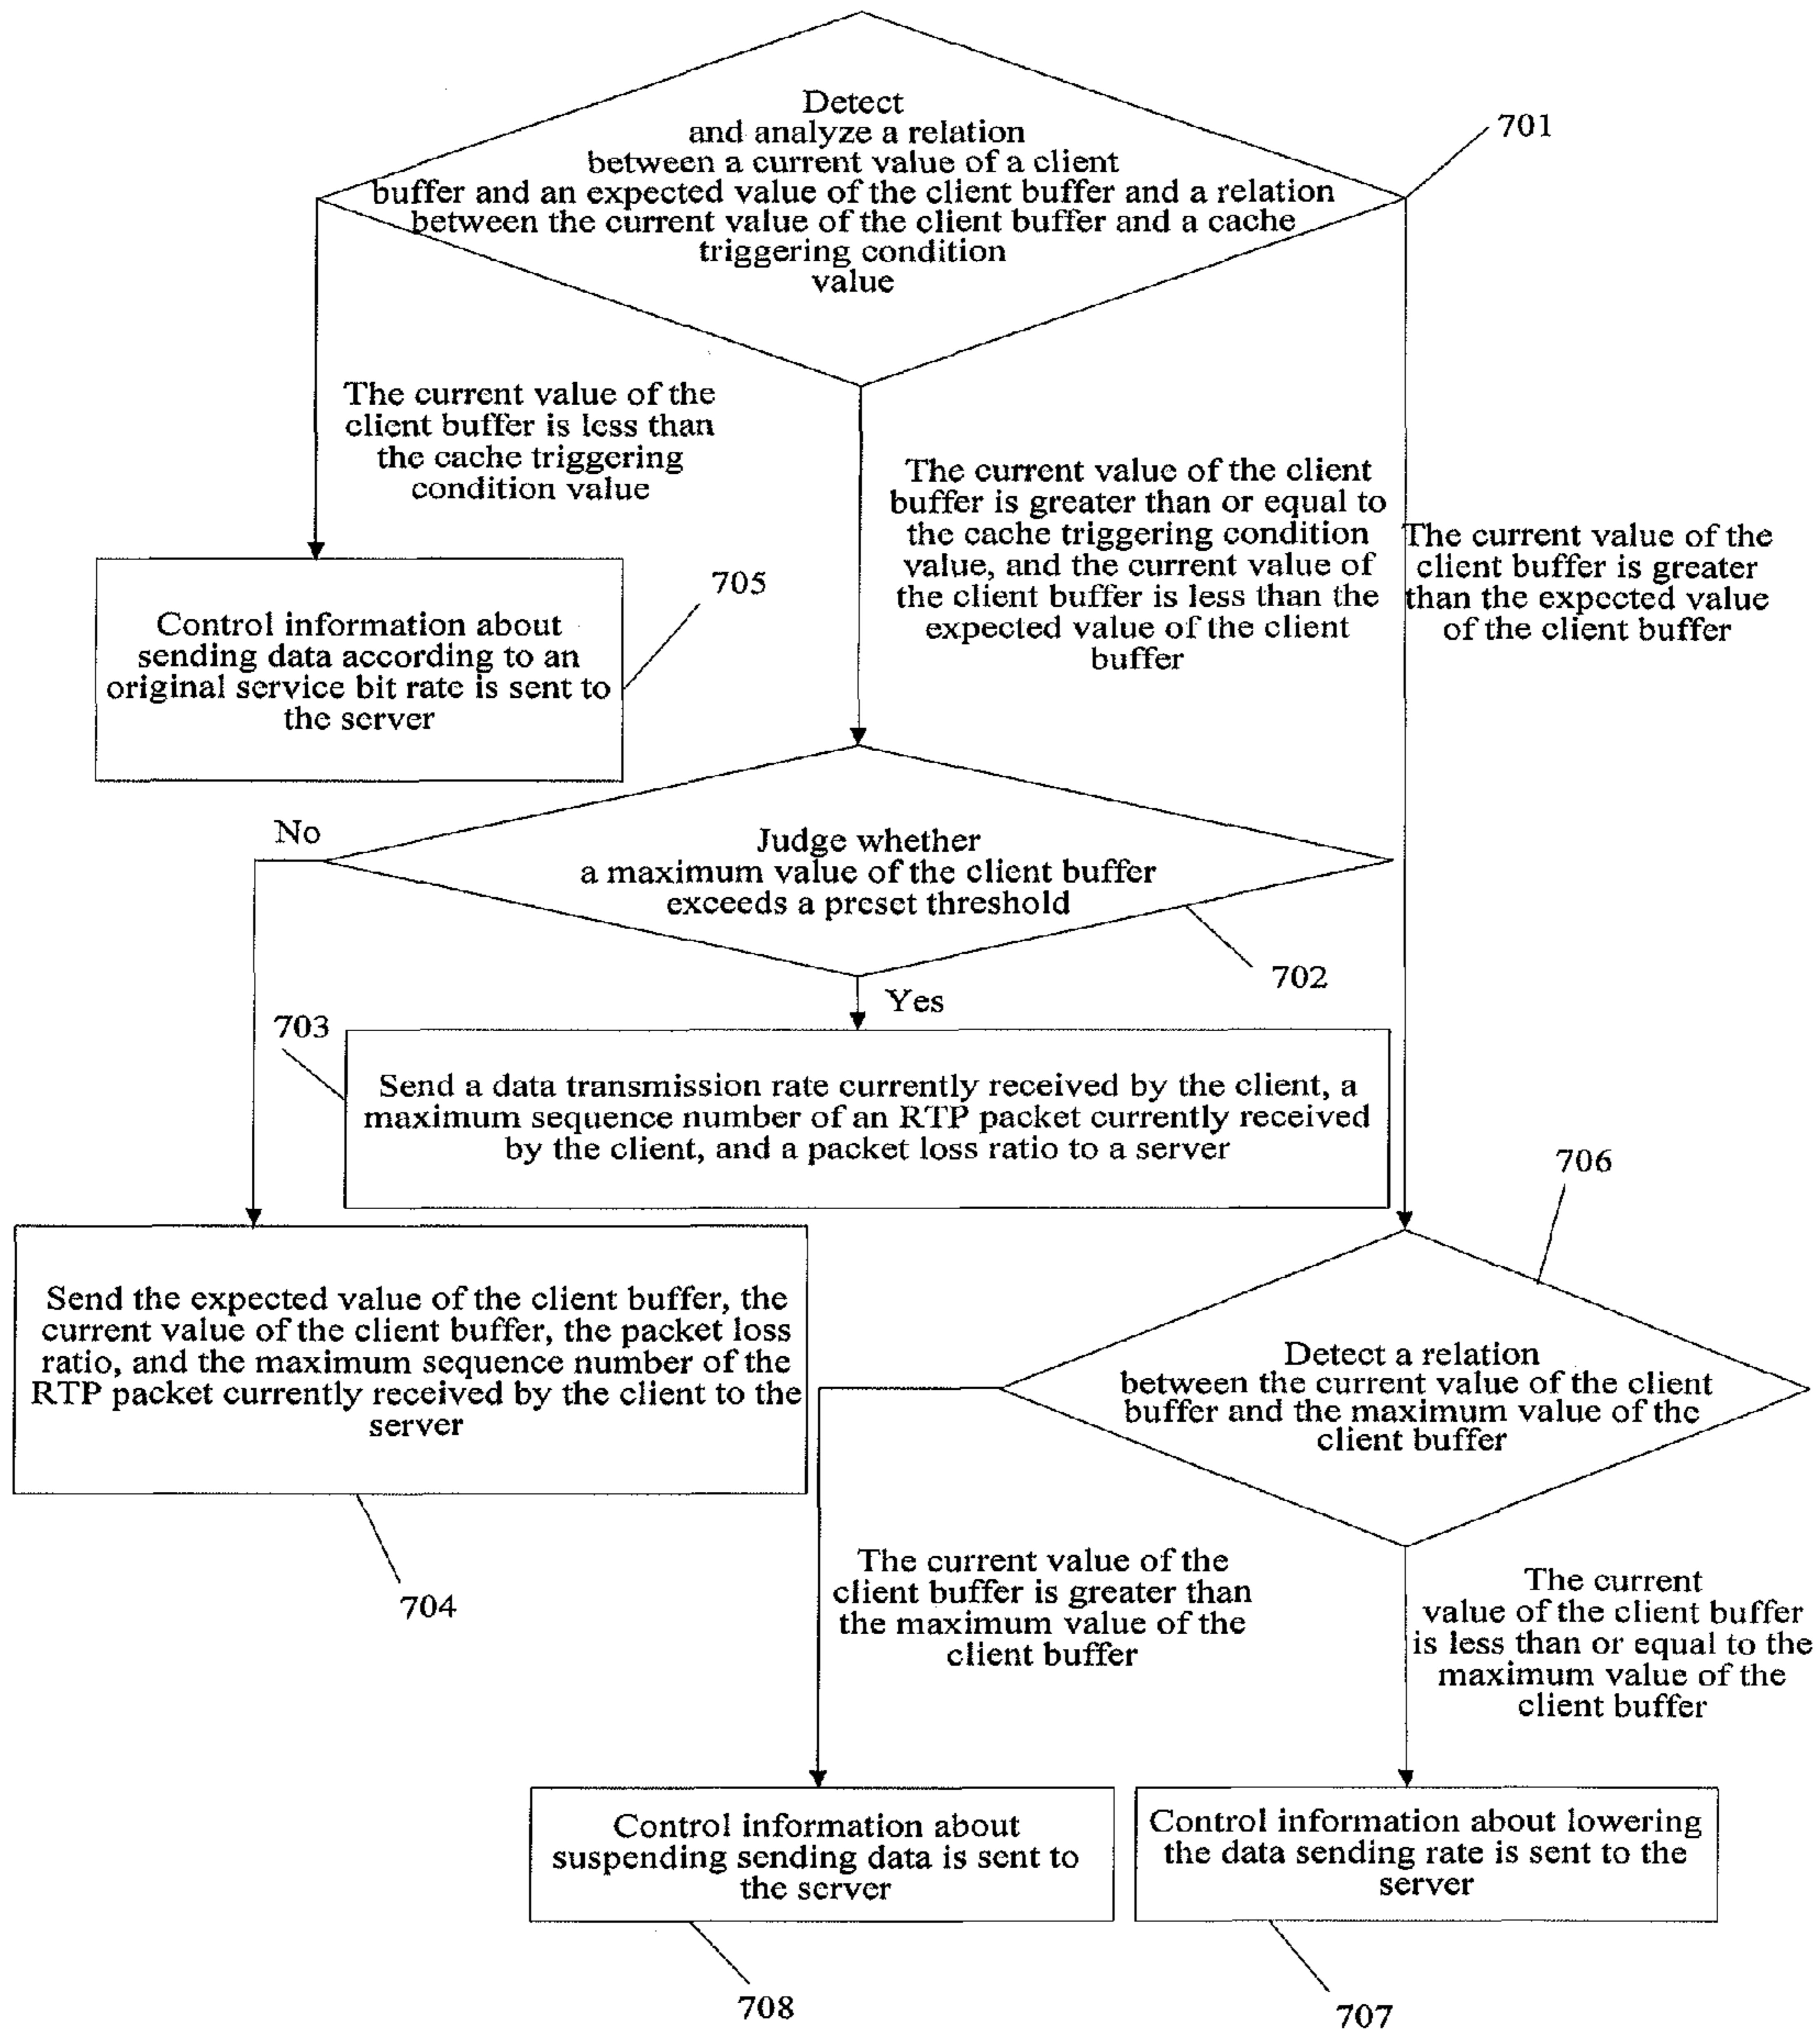 Detect
and analyze a relation
between a current value of a client
buffer and an expected value of the client buffer and a relation
between the current value of the client buffer and a cache
triggering condition
value
701
The current value of the
client buffer is less than
the cache triggering
condition value
The current value of the client
buffer is greater than or equal to
the cache triggering condition
value, and the current value of
the client buffer is less than the
expected value of the client
buffer
The current value of the
client buffer is greater
than the expected value
of the client buffer
705
Control information about
sending data according to an
original service bit rate is sent to
the server
No
Judge whether
a maximum value of the client buffer
exceeds a preset threshold
702
Yes
703
Send a data transmission rate currently received by the client, a
maximum sequence number of an RTP packet currently received
by the client, and a packet loss ratio to a server
706
Send the expected value of the client buffer, the
current value of the client buffer, the packet loss
ratio, and the maximum sequence number of the
RTP packet currently received by the client to the
server
704
Detect a relation
between the current value of the client
buffer and the maximum value of the
client buffer
The current value of the
client buffer is greater than
the maximum value of the
client buffer
The current
value of the client buffer
is less than or equal to the
maximum value of the
client buffer
Control information about
suspending sending data is sent to
the server
708
Control information about lowering
the data sending rate is sent to the
server
707